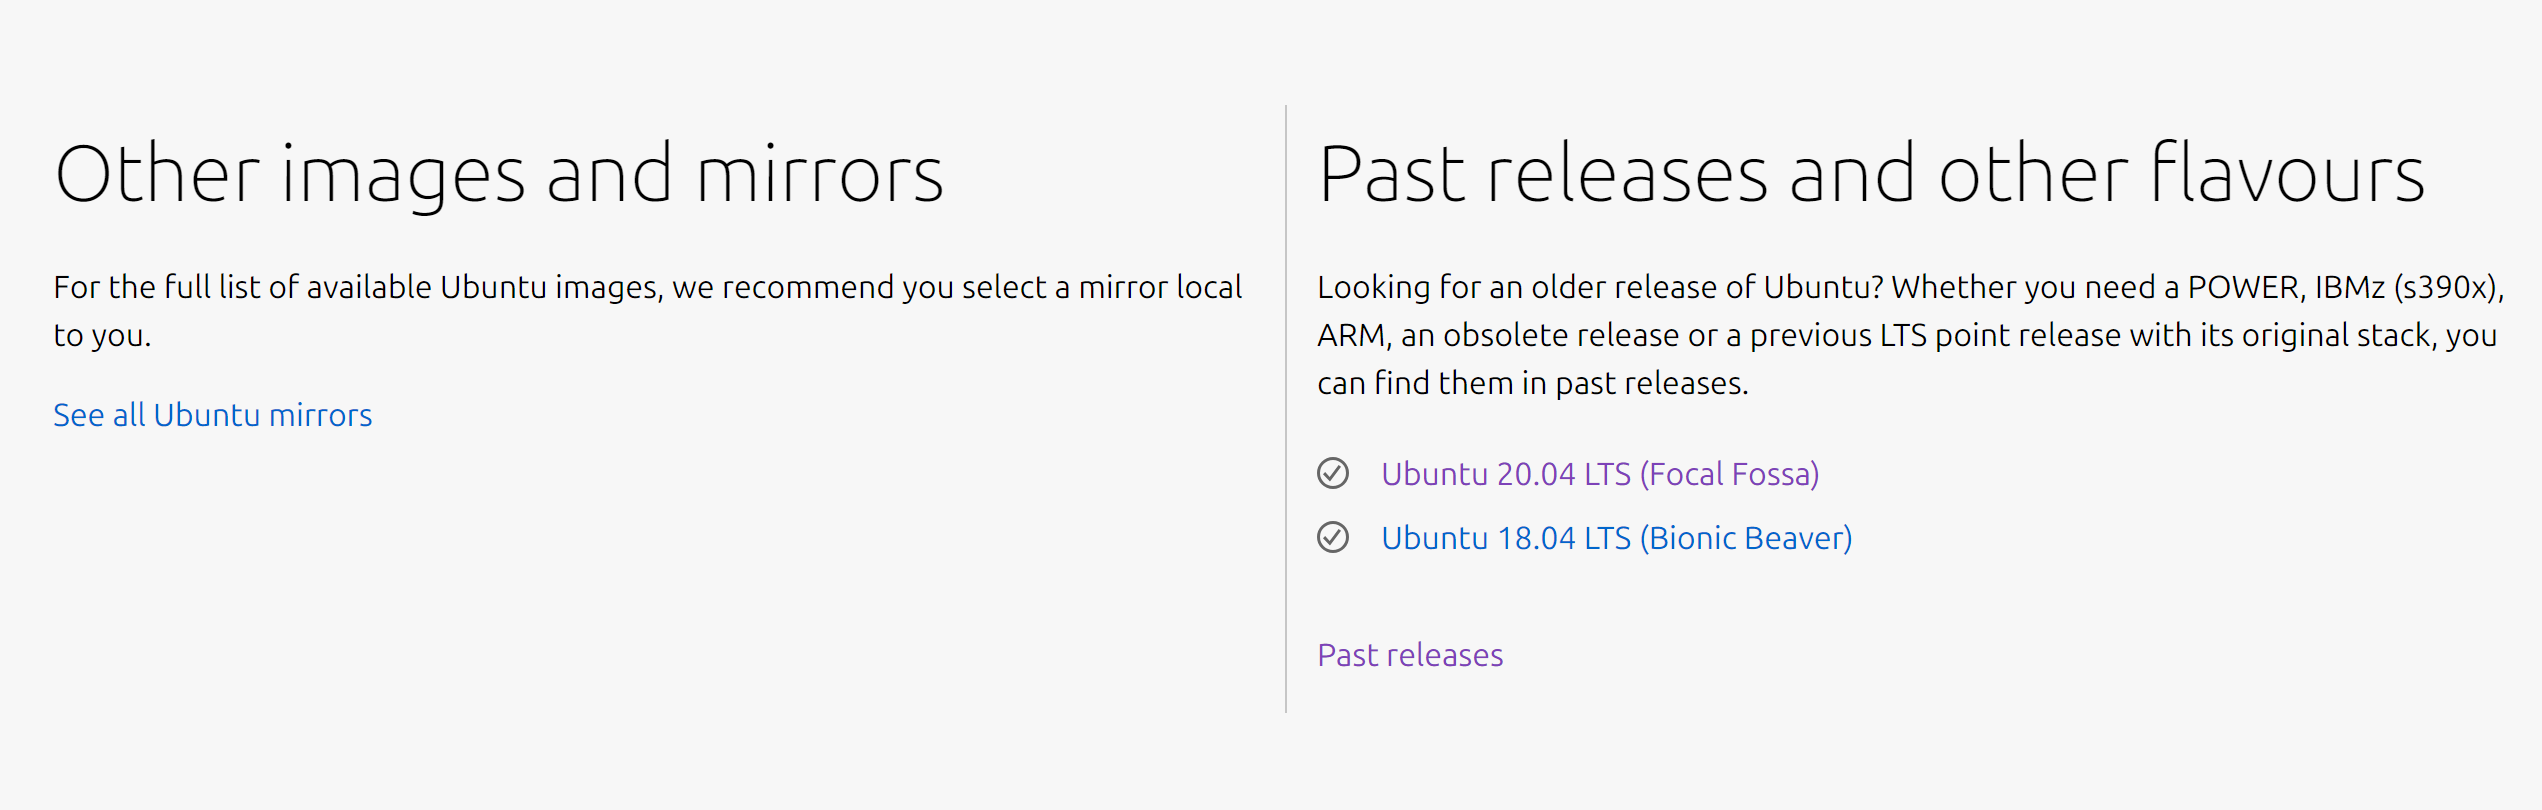 Other images and mirrors
For the full list of available Ubuntu images, we recommend you select a mirror local
to you.
See all Ubuntu mirrors
Past releases and other flavours
Looking for an older release of Ubuntu? Whether you need a POWER, IBMz (s390x),
ARM, an obsolete release or a previous LTS point release with its original stack, you
can find them in past releases.
Ubuntu 20.04 LTS (Focal Fossa)
Ubuntu 18.04 LTS (Bionic Beaver)
Past releases